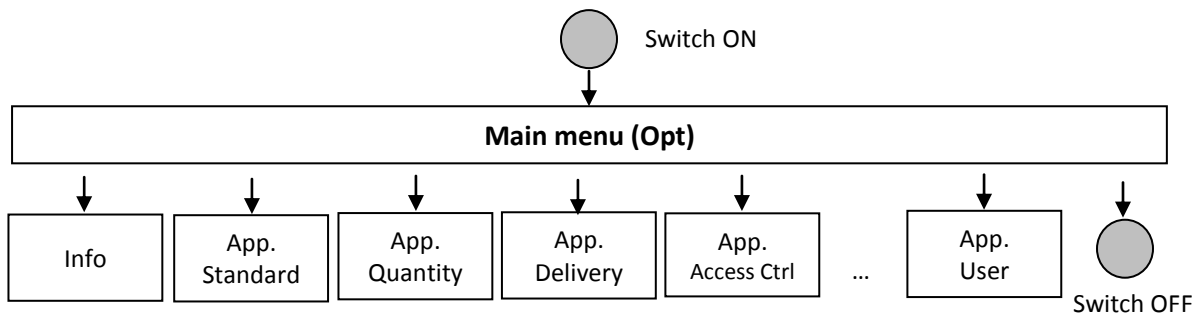 Switch ON
Main menu (Opt)
Info
App.
Standard
App.
Quantity
App.
Delivery
App.
Access Ctrl
...
App.
User
Switch OFF